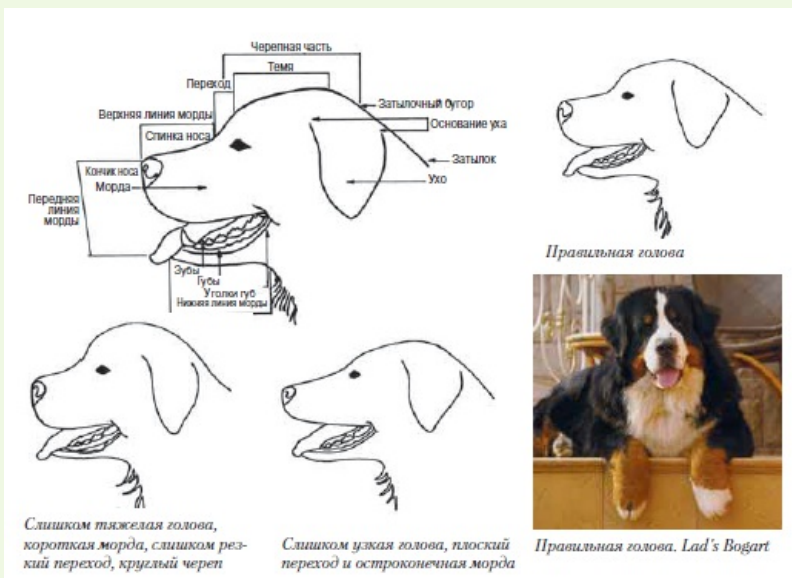 Черепная часть
Темя
Переход
Затылочный бугор
Верхняя линия морды
Основание уха
Спинка носа
Затылок
Кончик носа
Морда
Ухо
Передняя
линия
морды
Зубы
Губы
Уголки губ
Нижняя линия морды
Правильная голова
Слишком тяжелая голова,
короткая морда, слишком рез-
кий переход, круглый череп
Слишком узкая голова, плоский
переход и остроконечная морда
Правильная голова. Lad's Bogart